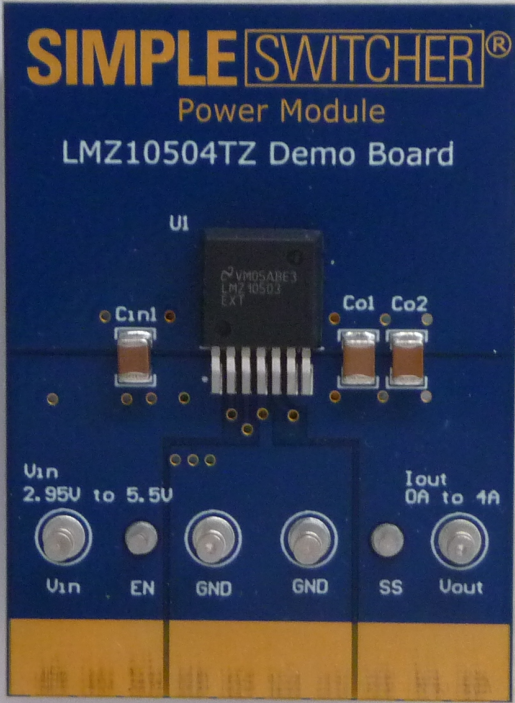 SIMPLE SWITCHER®
Power Module
LMZ10504TZ Demo Board
U1
VM05ABE3
LMZ10503
EXT
Cin1
Co1 Co2
Vin
2.95V to 5.5V
Iout
0A to 4A
Vin EN GND GND SS Vout